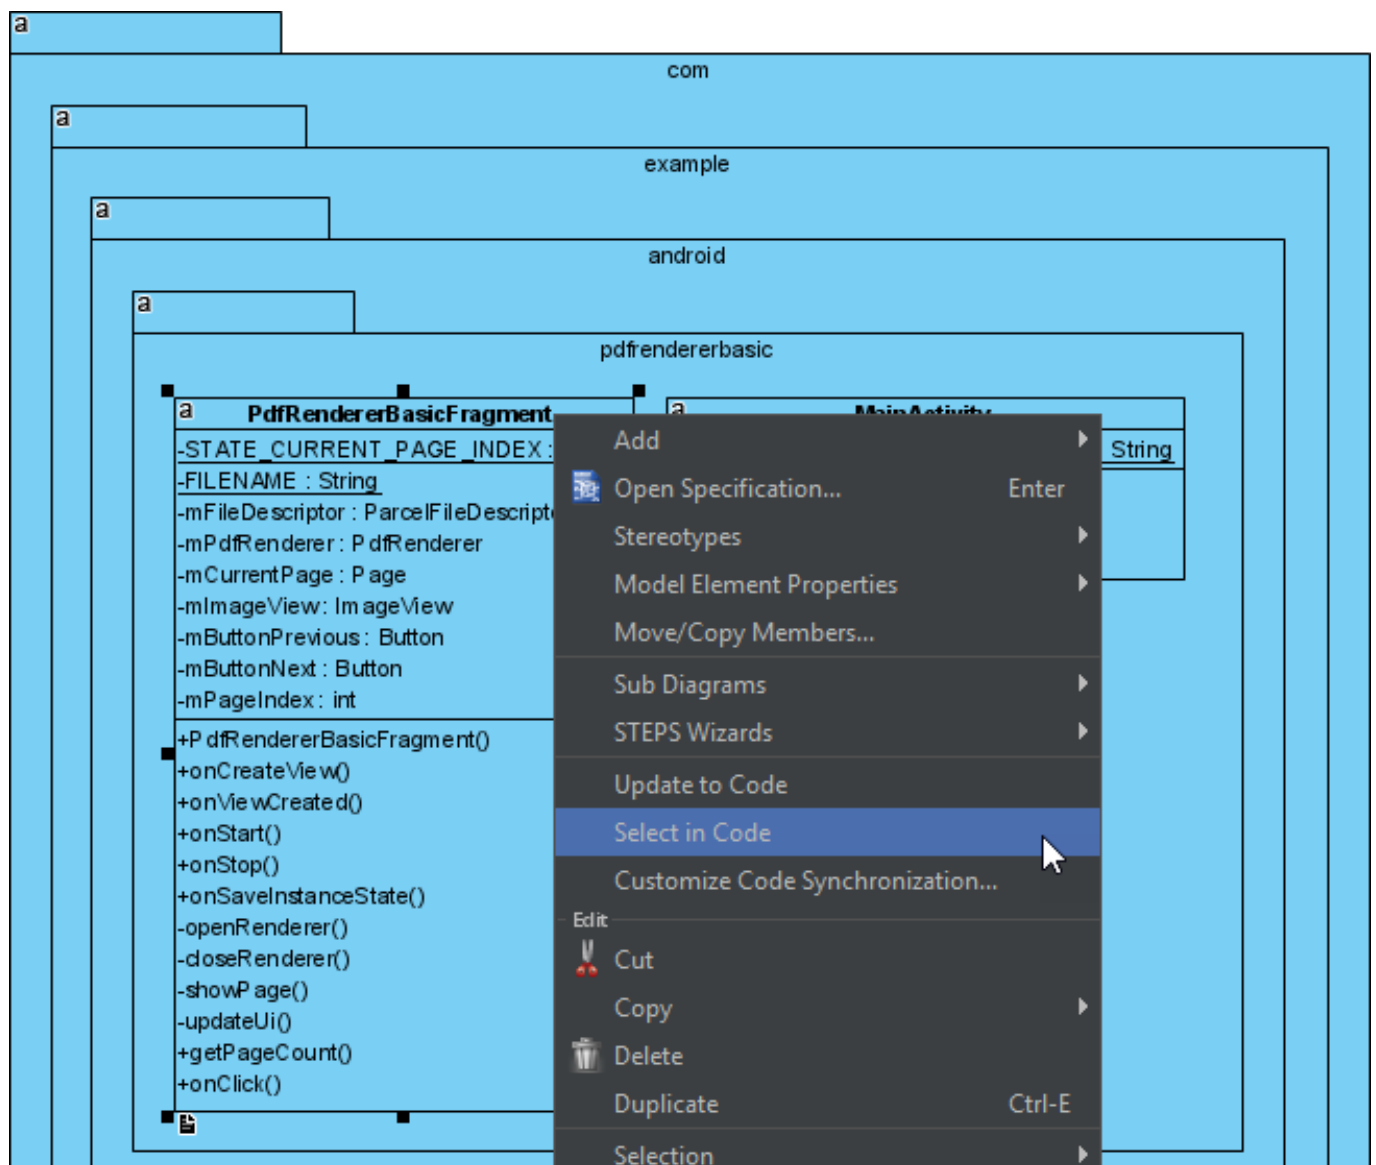 a
com
a
example
a
android
a
pdfrendererbasic
a
PdfRendererBasicFragment
-STATE_CURRENT_PAGE_INDEX :
-FILENAME : String
-mFileDescriptor : ParcelFileDescripto
-mPdfRenderer : PdfRenderer
-mCurrentPage : Page
-mImageView : ImageView
-mButtonPrevious : Button
-mButtonNext : Button
-mPageIndex : int
+PdfRendererBasicFragment()
+onCreateView()
+onViewCreated()
+onStart()
+onStop()
+onSaveInstanceState()
-openRenderer()
-closeRenderer()
-showPage()
-updateUi()
+getPageCount()
+onClick()
a
MainActivity
String
Add
Open Specification... Enter
Stereotypes
Model Element Properties
Move/Copy Members...
Sub Diagrams
STEPS Wizards
Update to Code
Select in Code
Customize Code Synchronization...
Edit
Cut
Copy
Delete
Duplicate Ctrl-E
Selection